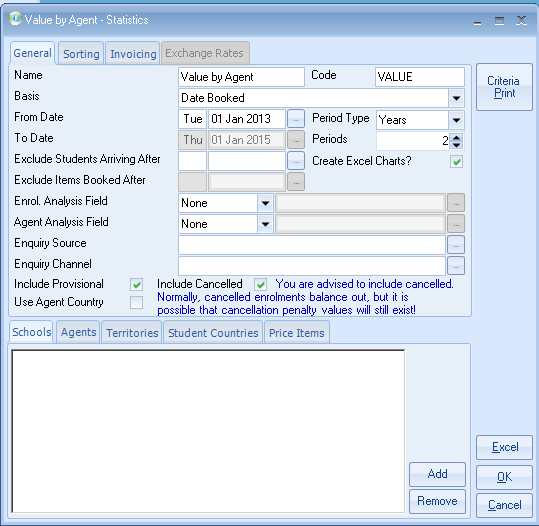 Value by Agent - Statistics
General Sorting Invoicing Exchange Rates
Name Value by Agent Code VALUE
Basis Date Booked
From Date Tue 01 Jan 2013 ... Period Type Years
To Date Thu 01 Jan 2015 ... Periods 2
Exclude Students Arriving After ... Create Excel Charts?
Exclude Items Booked After ...
Enrol. Analysis Field None ...
Agent Analysis Field None ...
Enquiry Source ...
Enquiry Channel ...
Include Provisional Include Cancelled You are advised to include cancelled.
Use Agent Country Normally, cancelled enrolments balance out, but it is
possible that cancellation penalty values will still exist!
Criteria
Print
Schools Agents Territories Student Countries Price Items
Add
Remove
Excel
OK
Cancel